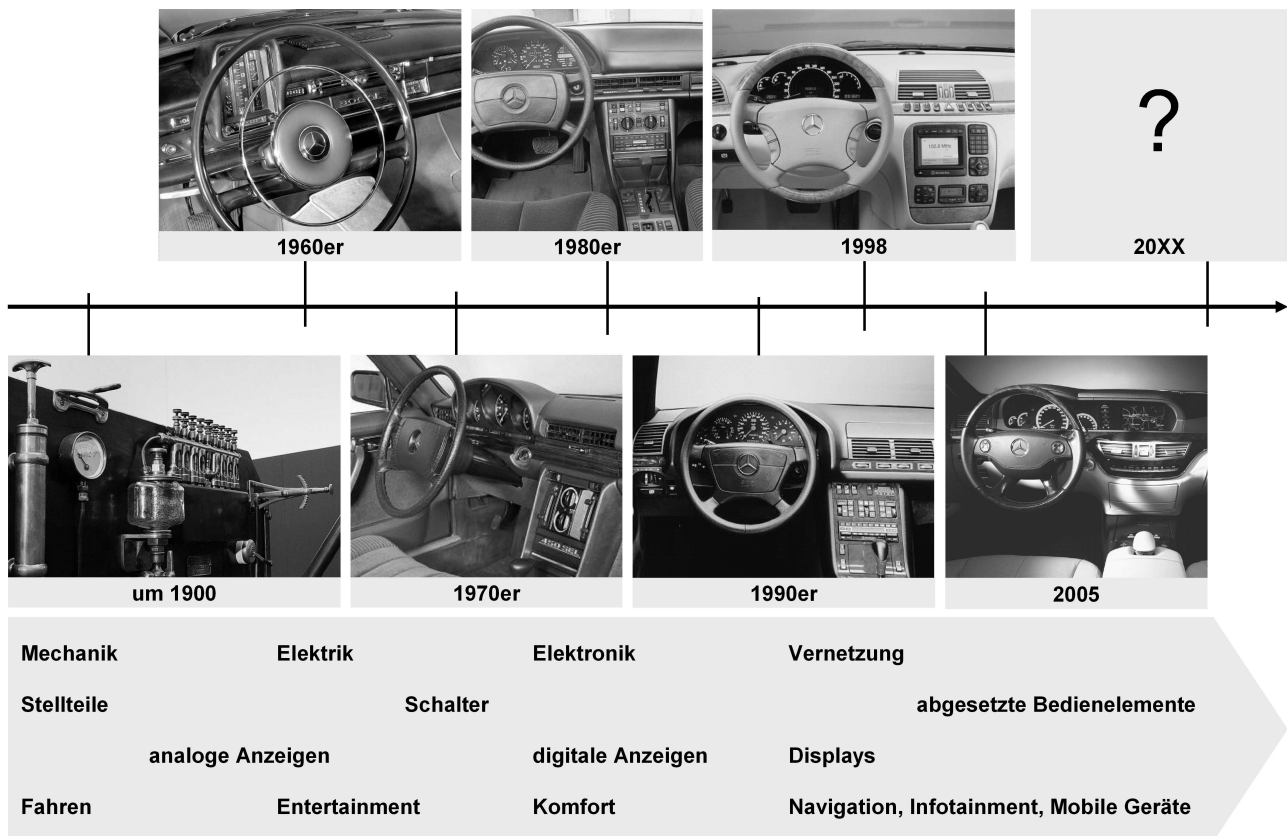 1960er
1980er
1998
?
20XX
um 1900
1970er
1990er
2005
Mechanik Elektrik Elektronik Vernetzung
Stellteile Schalter abgesetzte Bedienelemente
analoge Anzeigen digitale Anzeigen Displays
Fahren Entertainment Komfort Navigation, Infotainment, Mobile Geräte